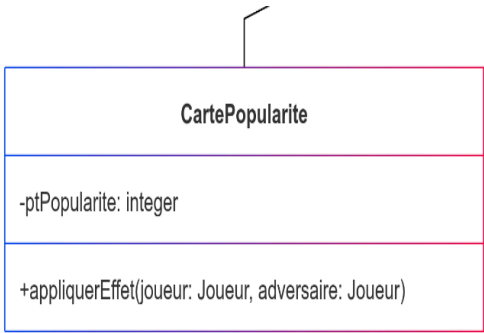 CartePopularite
-ptPopularite: integer
+appliquerEffet(joueur: Joueur, adversaire: Joueur)